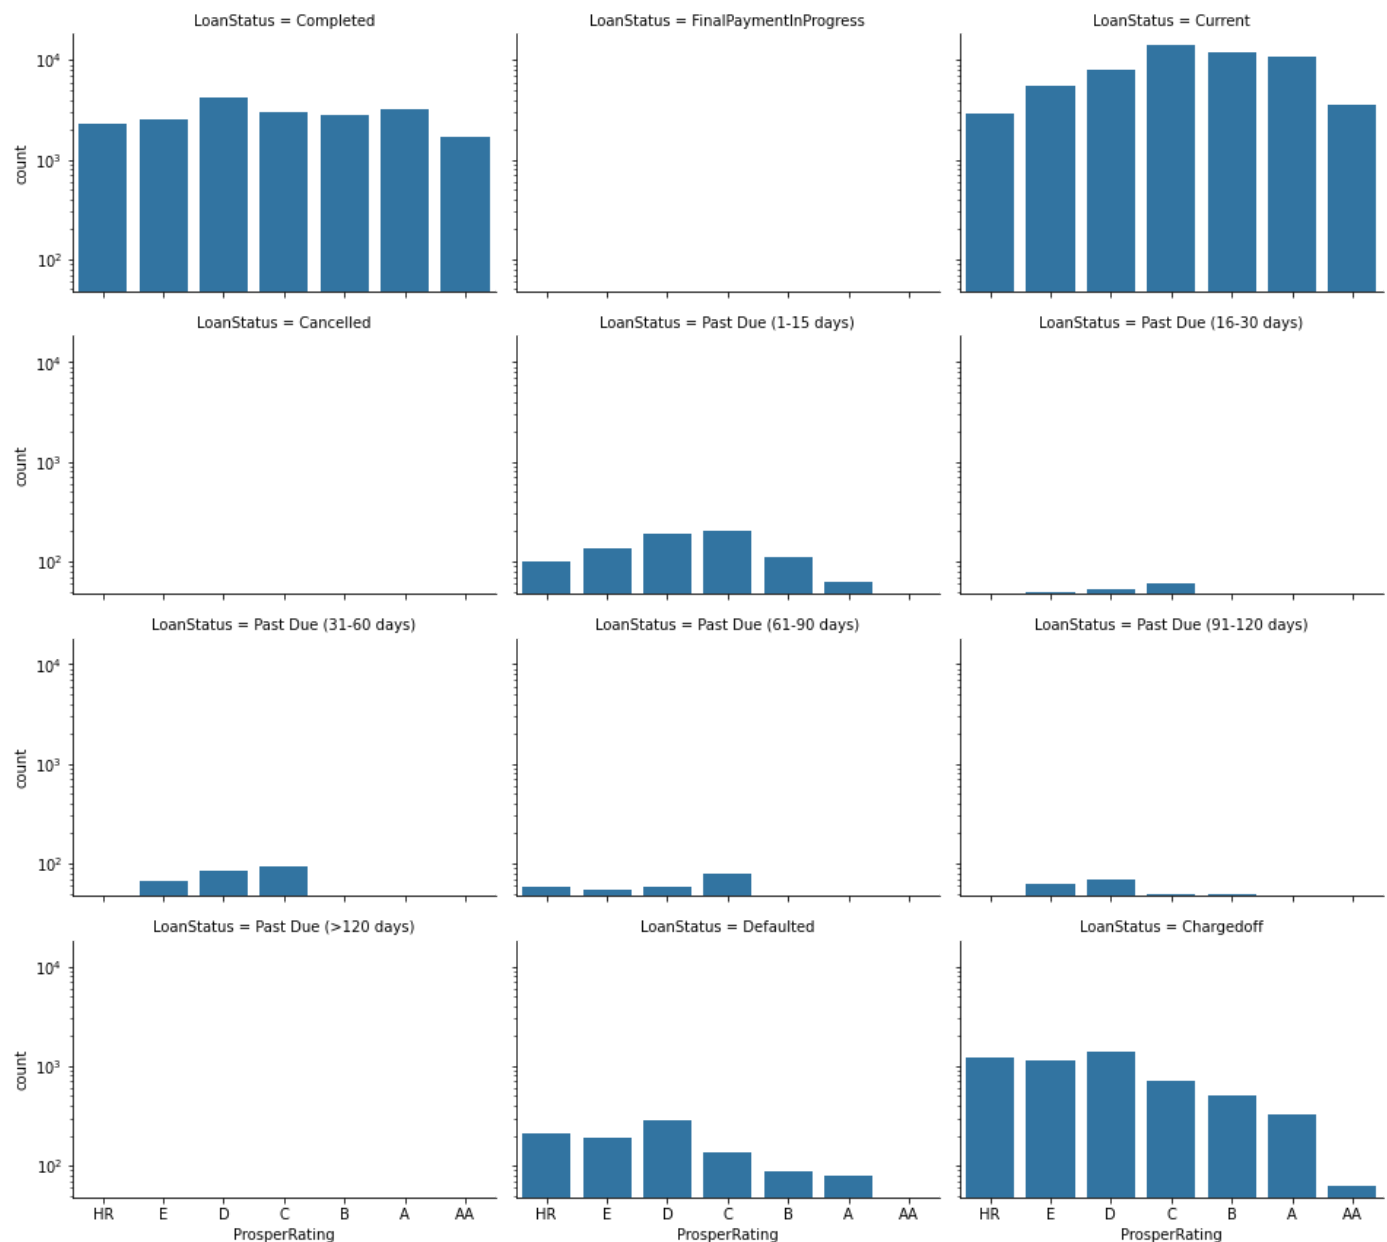 LoanStatus = Completed
LoanStatus = FinalPaymentInProgress
LoanStatus = Current
10⁴
10³
10²
count
LoanStatus = Cancelled
LoanStatus = Past Due (1-15 days)
LoanStatus = Past Due (16-30 days)
10⁴
10³
10²
count
LoanStatus = Past Due (31-60 days)
LoanStatus = Past Due (61-90 days)
LoanStatus = Past Due (91-120 days)
10⁴
10³
10²
count
LoanStatus = Past Due (>120 days)
LoanStatus = Defaulted
LoanStatus = Chargedoff
10⁴
10³
10²
count
HR E D C B A AA
HR E D C B A AA
HR E D C B A AA
ProsperRating
ProsperRating
ProsperRating